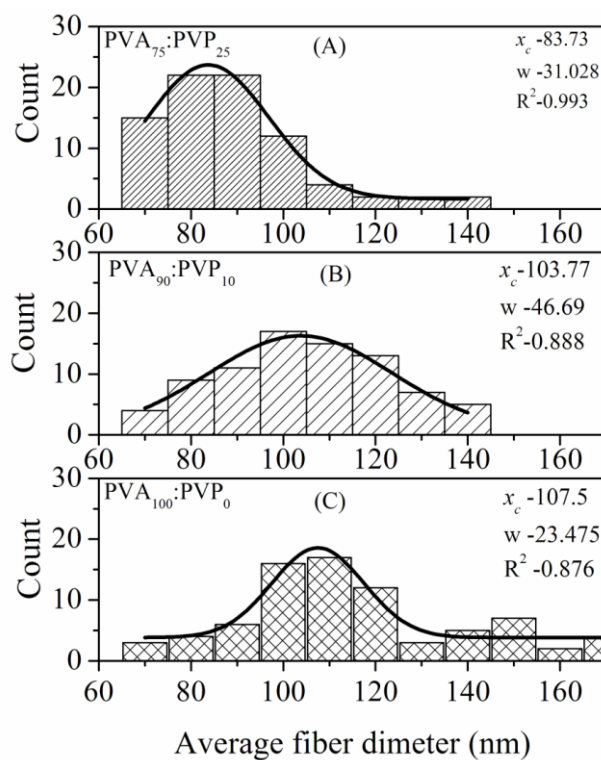 PVA₇₅:PVP₂₅ (A) x_c -83.73
w -31.028
R²-0.993
30
20
10
0
Count
60 80 100 120 140 160
PVA₉₀:PVP₁₀ (B) x_c-103.77
w -46.69
R²-0.888
30
20
10
0
Count
60 80 100 120 140 160
PVA₁₀₀:PVP₀ (C) x_c -107.5
w -23.475
R² -0.876
30
20
10
0
Count
60 80 100 120 140 160
Average fiber dimeter (nm)